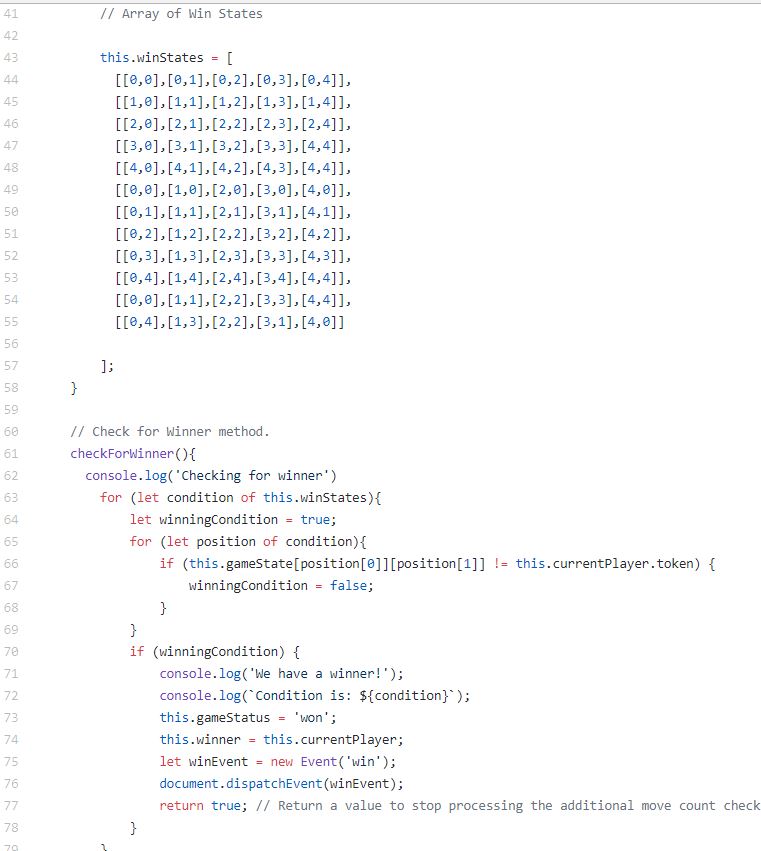 41 // Array of Win States
42
43 this.winStates = [
44 [[0,0],[0,1],[0,2],[0,3],[0,4]],
45 [[1,0],[1,1],[1,2],[1,3],[1,4]],
46 [[2,0],[2,1],[2,2],[2,3],[2,4]],
47 [[3,0],[3,1],[3,2],[3,3],[4,4]],
48 [[4,0],[4,1],[4,2],[4,3],[4,4]],
49 [[0,0],[1,0],[2,0],[3,0],[4,0]],
50 [[0,1],[1,1],[2,1],[3,1],[4,1]],
51 [[0,2],[1,2],[2,2],[3,2],[4,2]],
52 [[0,3],[1,3],[2,3],[3,3],[4,3]],
53 [[0,4],[1,4],[2,4],[3,4],[4,4]],
54 [[0,0],[1,1],[2,2],[3,3],[4,4]],
55 [[0,4],[1,3],[2,2],[3,1],[4,0]]
56
57 ];
58 }
59
60 // Check for Winner method.
61 checkForWinner(){
62 console.log('Checking for winner')
63 for (let condition of this.winStates){
64 let winningCondition = true;
65 for (let position of condition){
66 if (this.gameState[position[0]][position[1]] != this.currentPlayer.token) {
67 winningCondition = false;
68 }
69 }
70 if (winningCondition) {
71 console.log('We have a winner!');
72 console.log(`Condition is: ${condition}`);
73 this.gameStatus = 'won';
74 this.winner = this.currentPlayer;
75 let winEvent = new Event('win');
76 document.dispatchEvent(winEvent);
77 return true; // Return a value to stop processing the additional move count check
78 }
79 }